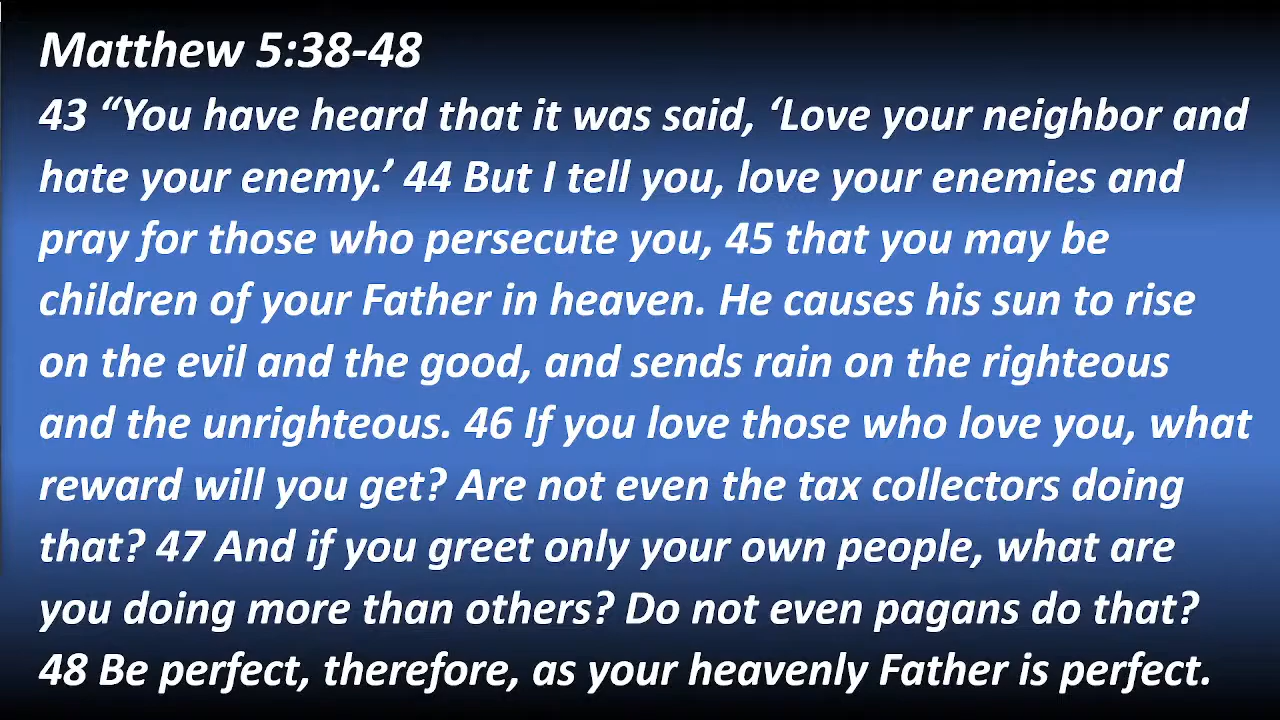 Matthew 5:38-48
43 “You have heard that it was said, ‘Love your neighbor and
hate your enemy.’ 44 But I tell you, love your enemies and
pray for those who persecute you, 45 that you may be
children of your Father in heaven. He causes his sun to rise
on the evil and the good, and sends rain on the righteous
and the unrighteous. 46 If you love those who love you, what
reward will you get? Are not even the tax collectors doing
that? 47 And if you greet only your own people, what are
you doing more than others? Do not even pagans do that?
48 Be perfect, therefore, as your heavenly Father is perfect.